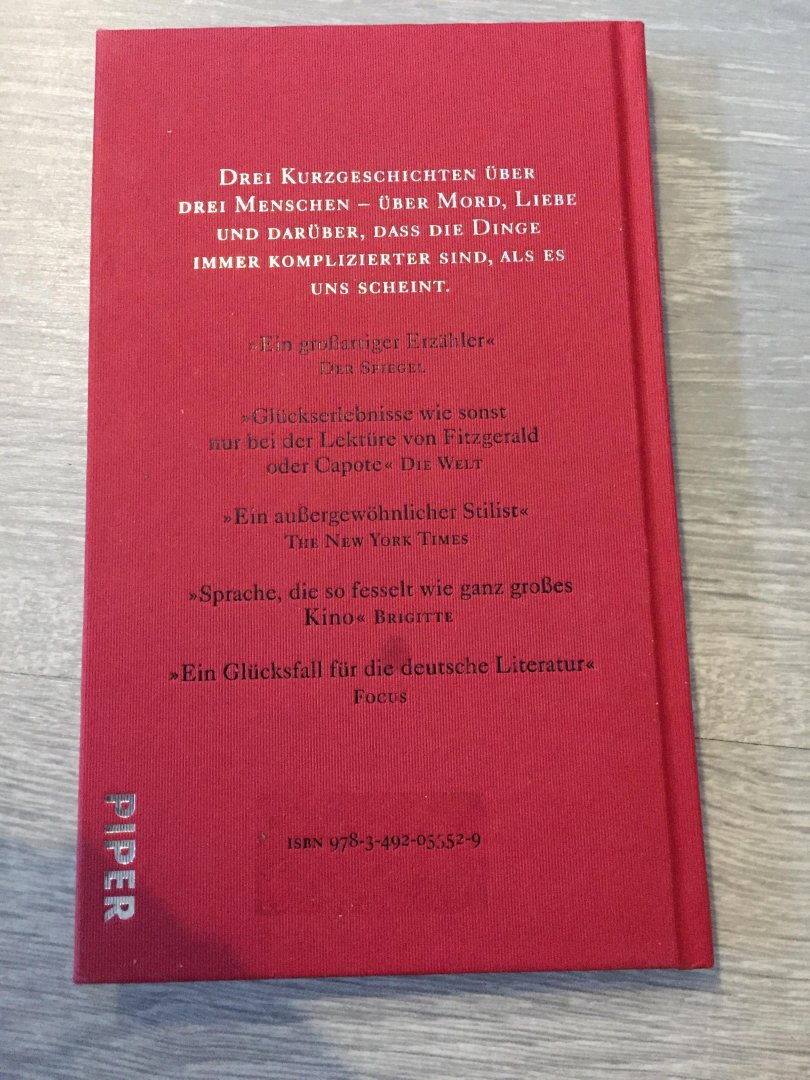 DREI KURZGESCHICHTEN ÜBER
DREI MENSCHEN – ÜBER MORD, LIEBE
UND DARÜBER, DASS DIE DINGE
IMMER KOMPLIZIERTER SIND, ALS ES
UNS SCHEINT.
»Ein großartiger Erzähler«
DER SPIEGEL
»Glückserlebnisse wie sonst
nur bei der Lektüre von Fitzgerald
oder Capote« DIE WELT
»Ein außergewöhnlicher Stilist«
THE NEW YORK TIMES
»Sprache, die so fesselt wie ganz großes
Kino« BRIGITTE
»Ein Glücksfall für die deutsche Literatur«
FOCUS
ISBN 978-3-492-05552-9
PIPER